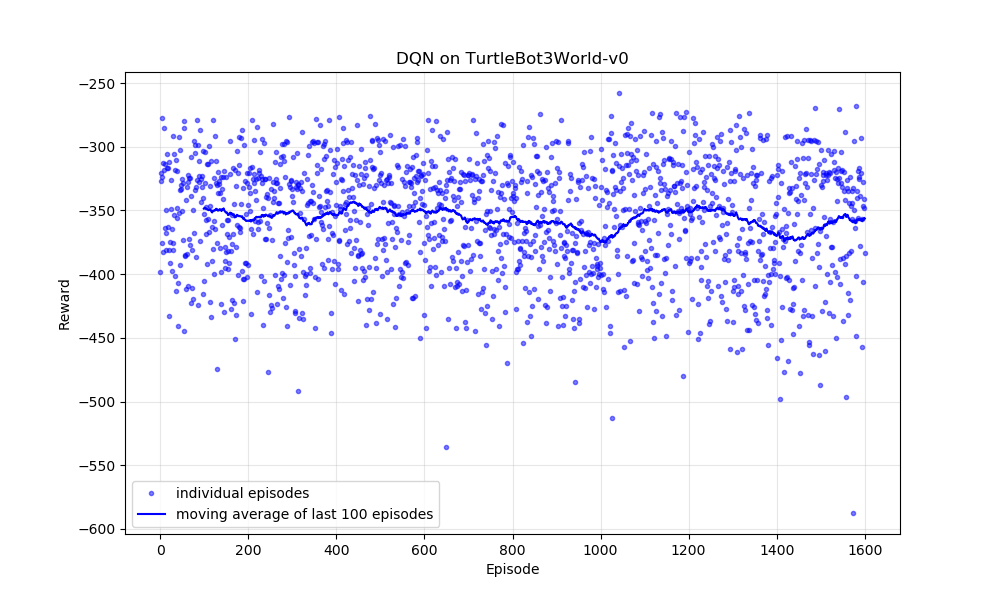 DQN on TurtleBot3World-v0
−250
−300
−350
−400
−450
−500
−550
−600
Reward
individual episodes
moving average of last 100 episodes
0 200 400 600 800 1000 1200 1400 1600
Episode